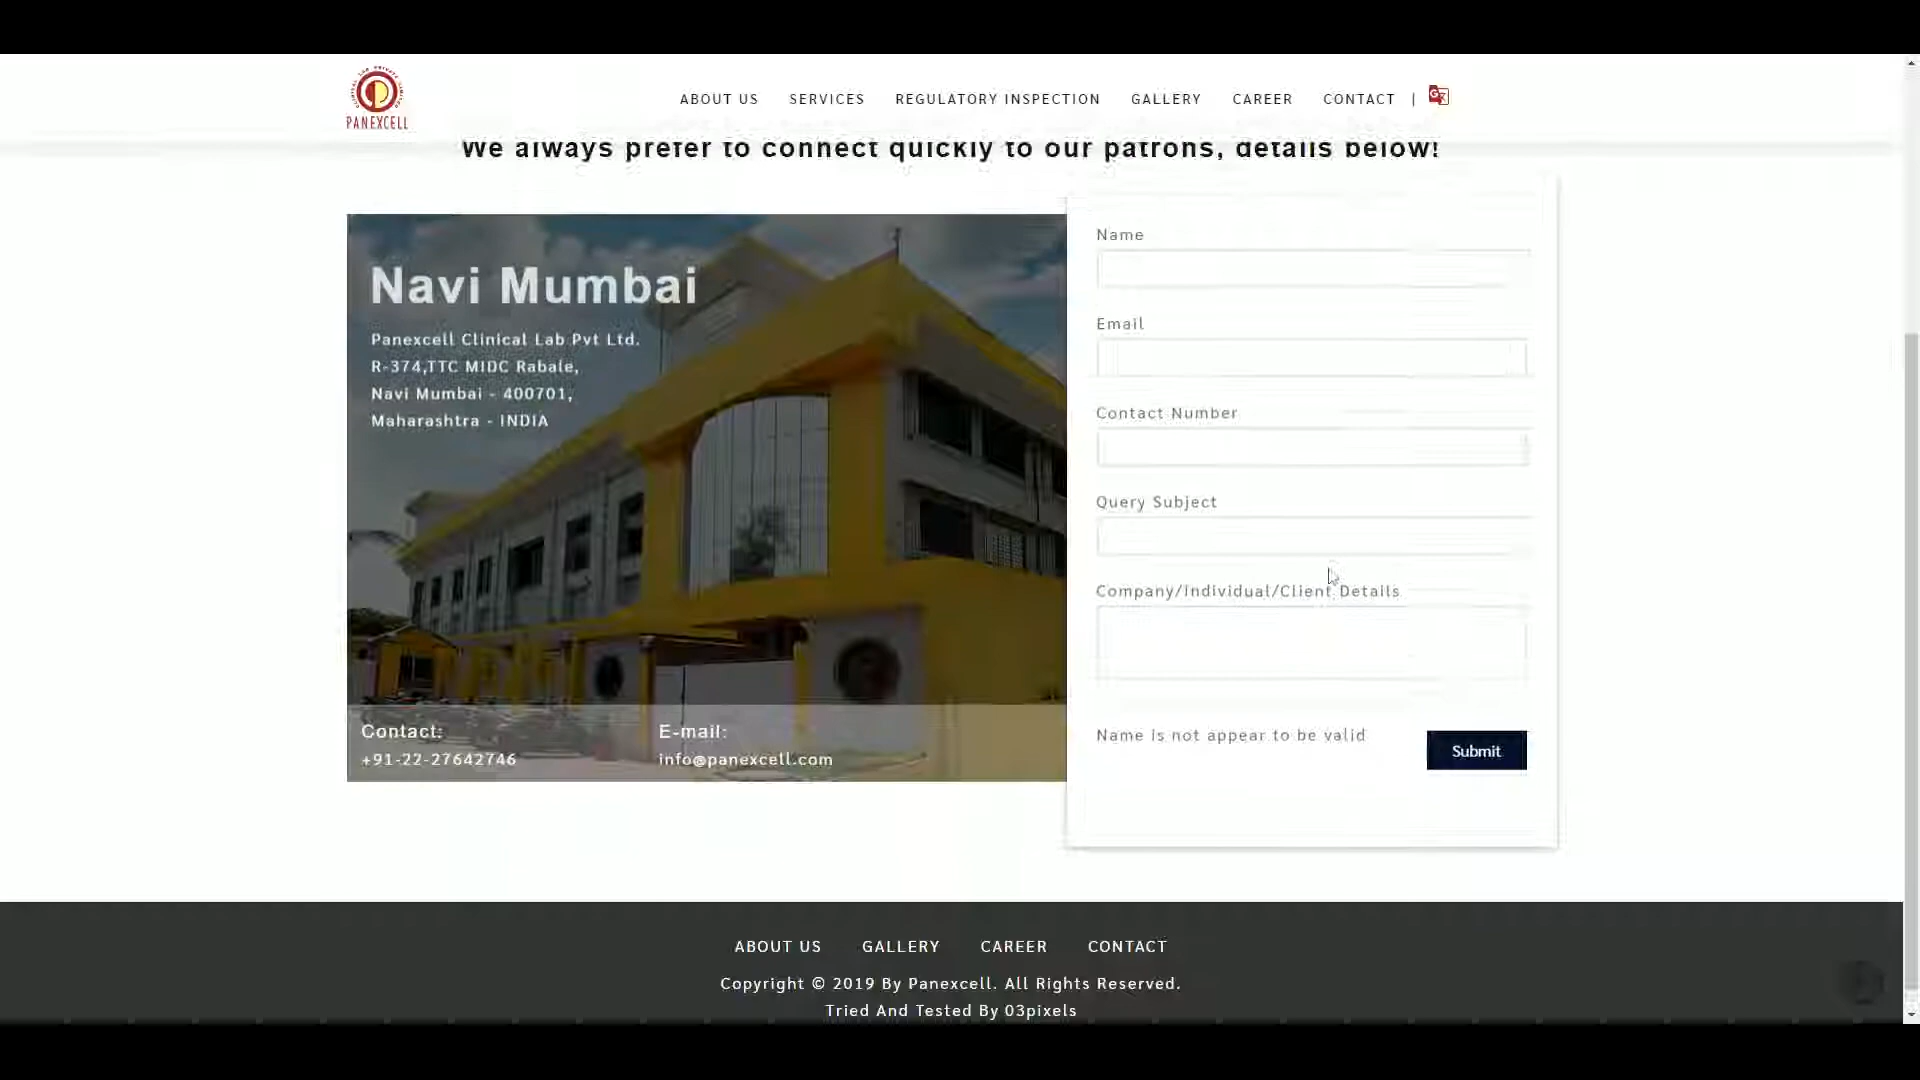 PANEXCELL
ABOUT US
SERVICES
REGULATORY INSPECTION
GALLERY
CAREER
CONTACT
|
We always prefer to connect quickly to our patrons, details below!
Navi Mumbai
Panexcell Clinical Lab Pvt Ltd.
R-374,TTC MIDC Rabale,
Navi Mumbai - 400701,
Maharashtra - INDIA
Contact:
+91-22-27642746
E-mail:
info@panexcell.com
Name
Email
Contact Number
Query Subject
Company/Individual/Client Details
Name is not appear to be valid
Submit
ABOUT US
GALLERY
CAREER
CONTACT
Copyright © 2019 By Panexcell. All Rights Reserved.
Tried And Tested By 03pixels